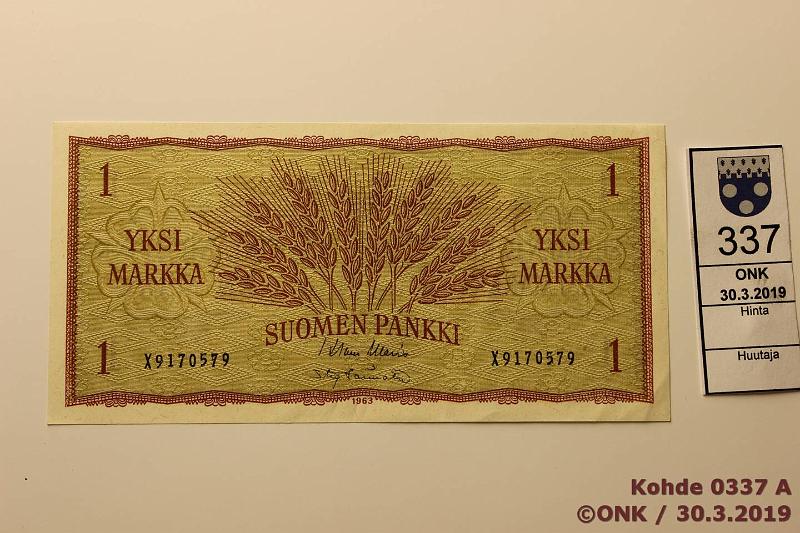 1
1
YKSI
MARKKA
YKSI
MARKKA
SUOMEN PANKKI
1
X9170579
X9170579
1
1963
337
ONK
30.3.2019
Hinta
Huutaja
Kohde 0337 A
©ONK / 30.3.2019